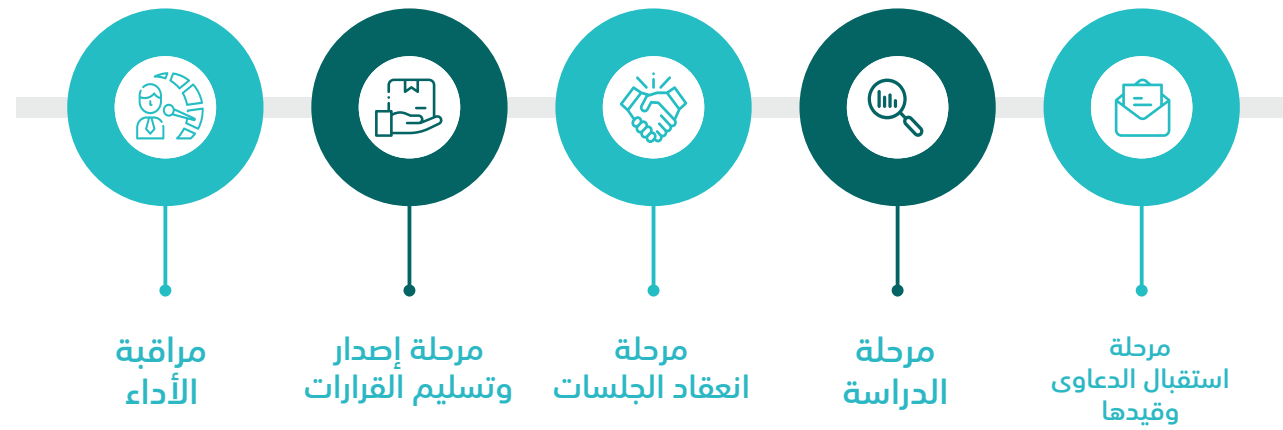 مرحلة
استقبال الدعاوى
وقيدها
مرحلة
الدراسة
مرحلة
انعقاد الجلسات
مرحلة إصدار
وتسليم القرارات
مراقبة
الأداء